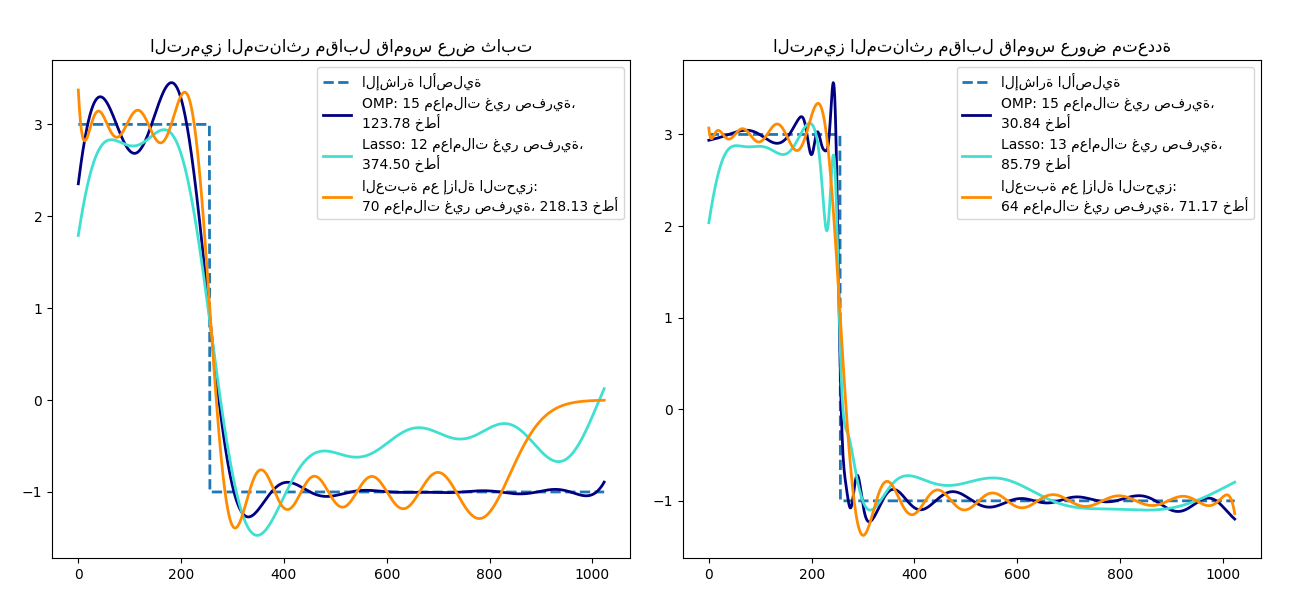 الترميز المتناثر مقابل قاموس عرض ثابت
الإشارة الأصلية
OMP: 15 معاملات غير صفرية،
123.78 خطأ
Lasso: 12 معاملات غير صفرية،
374.50 خطأ
العتبة مع إزالة التحيز:
70 معاملات غير صفرية، 218.13 خطأ
3
2
1
0
−1
0 200 400 600 800 1000
الترميز المتناثر مقابل قاموس عروض متعددة
الإشارة الأصلية
OMP: 15 معاملات غير صفرية،
30.84 خطأ
Lasso: 13 معاملات غير صفرية،
85.79 خطأ
العتبة مع إزالة التحيز:
64 معاملات غير صفرية، 71.17 خطأ
3
2
1
0
−1
0 200 400 600 800 1000